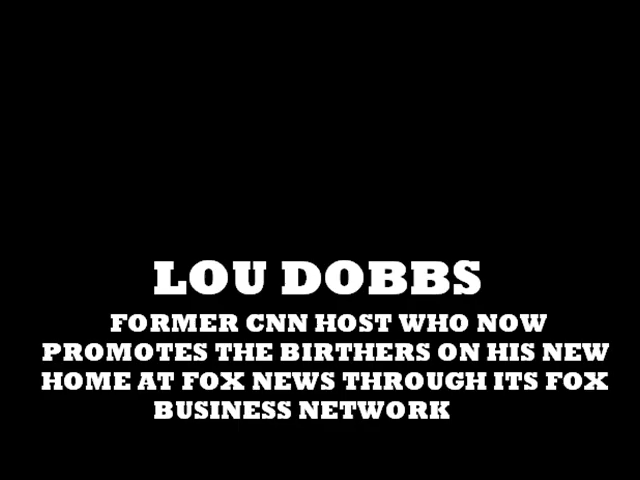 LOU DOBBS
FORMER CNN HOST WHO NOW
PROMOTES THE BIRTHERS ON HIS NEW
HOME AT FOX NEWS THROUGH ITS FOX
BUSINESS NETWORK